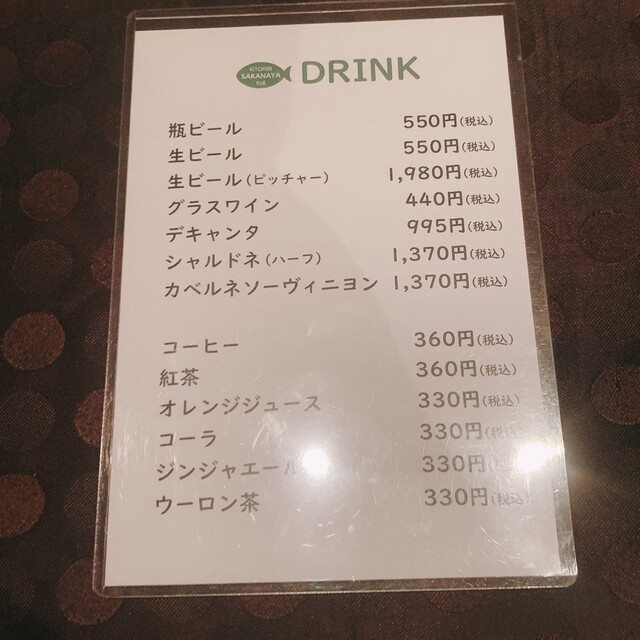 KITCHEN
SAKANAYA
DRINK
瓶ビール 550円(税込)
生ビール 550円(税込)
生ビール(ピッチャー) 1,980円(税込)
グラスワイン 440円(税込)
デキャンタ 995円(税込)
シャルドネ(ハーフ) 1,370円(税込)
カベルネソーヴィニヨン 1,370円(税込)
コーヒー 360円(税込)
紅茶 360円(税込)
オレンジジュース 330円(税込)
コーラ 330円(税込)
ジンジャエール 330円
ウーロン茶 330円(税込)